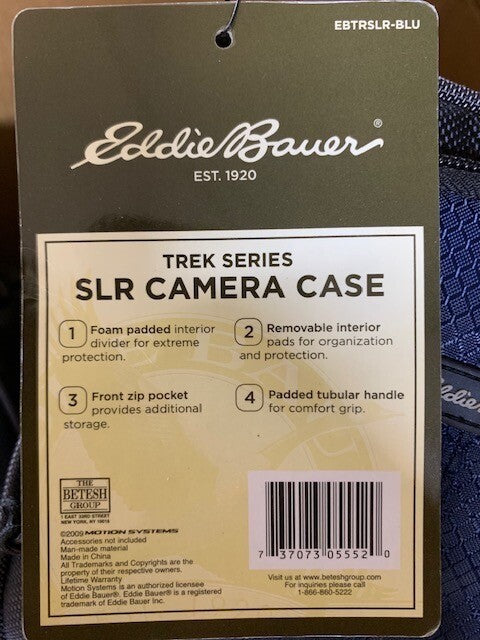 EBTRSLR-BLU
Eddie Bauer®
EST. 1920
TREK SERIES
SLR CAMERA CASE
1 Foam padded interior
divider for extreme
protection.
2 Removable interior
pads for organization
and protection.
3 Front zip pocket
provides additional
storage.
4 Padded tubular handle
for comfort grip.
THE
BETESH
GROUP
1 EAST 33RD STREET
NEW YORK, NY 10016
©2009 MOTION SYSTEMS
Accessories not included
Man-made material
Made in China
All Trademarks and Copyrights are the
property of their respective owners.
Lifetime Warranty
Motion Systems is an authorized licensee
of Eddie Bauer®. Eddie Bauer® is a registered
trademark of Eddie Bauer Inc.
7 37073 05552 0
Visit us at www.beteshgroup.com
For inquiries please call
1-866-860-5222